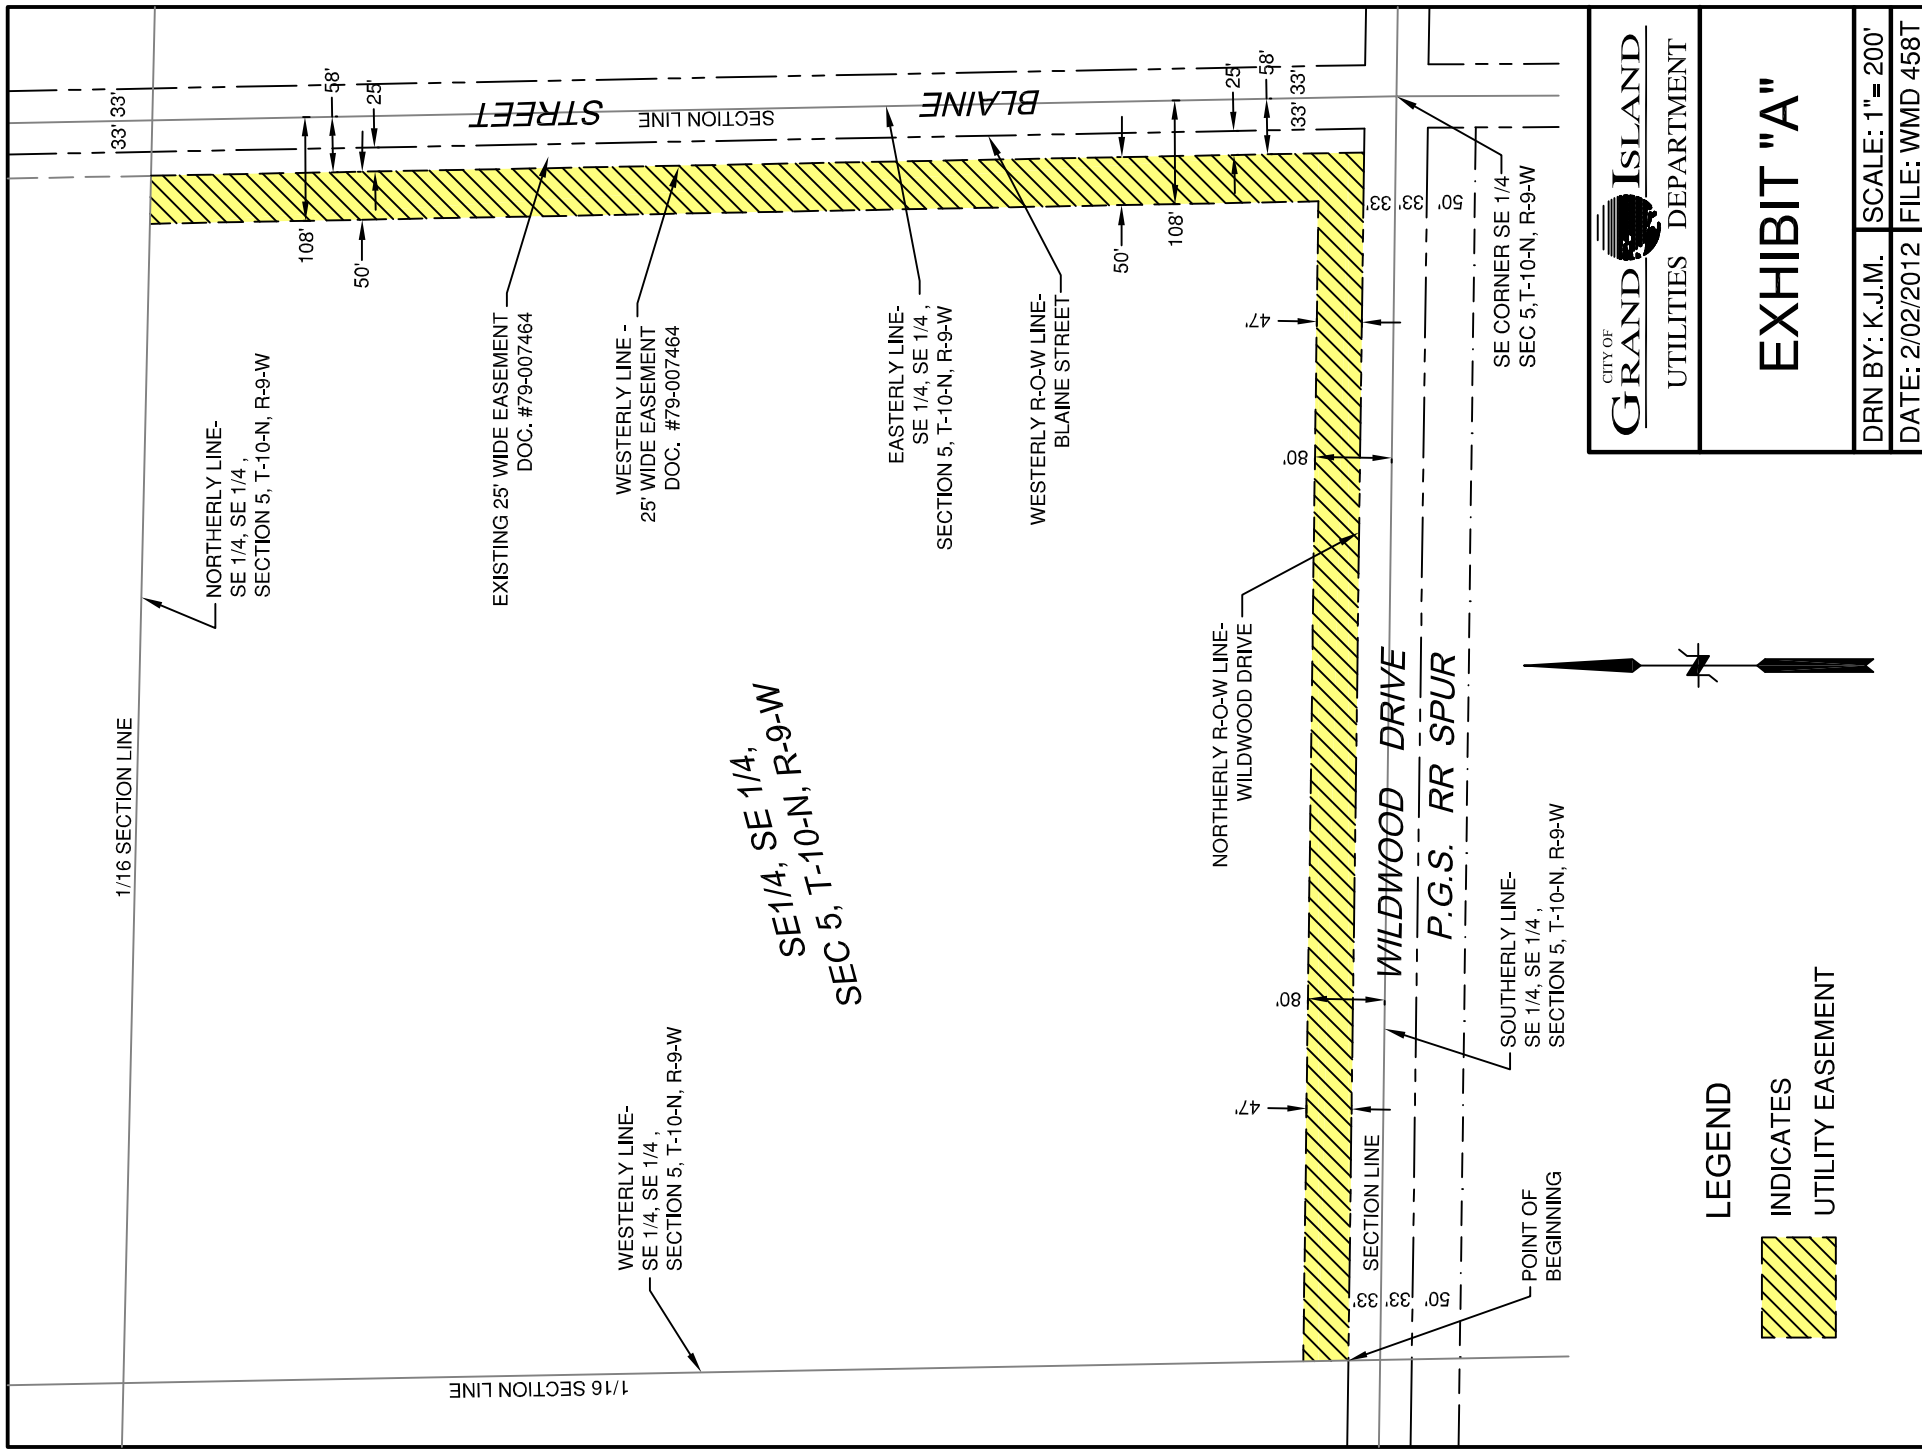 1/16 SECTION LINE
33' 33'
58'
25'
108'
50'
NORTHERLY LINE-
SE 1/4, SE 1/4 ,
SECTION 5, T-10-N, R-9-W
STREET
SECTION LINE
BLAINE
EXISTING 25' WIDE EASEMENT
DOC. #79-007464
WESTERLY LINE -
25' WIDE EASEMENT
DOC. #79-007464
EASTERLY LINE-
SE 1/4, SE 1/4 ,
SECTION 5, T-10-N, R-9-W
WESTERLY R-O-W LINE-
BLAINE STREET
50'
108'
25'
58'
33' 33'
SE1/4, SE 1/4,
SEC 5, T-10-N, R-9-W
WESTERLY LINE-
SE 1/4, SE 1/4 ,
SECTION 5, T-10-N, R-9-W
1/16 SECTION LINE
NORTHERLY R-O-W LINE-
WILDWOOD DRIVE
47'
80'
80'
47'
33'
33'
50'
33'
33'
50'
SECTION LINE
WILDWOOD DRIVE
P.G.S. RR SPUR
SE CORNER SE 1/4
SEC 5,T-10-N, R-9-W
SOUTHERLY LINE-
SE 1/4, SE 1/4 ,
SECTION 5, T-10-N, R-9-W
POINT OF
BEGINNING
N
LEGEND
INDICATES
UTILITY EASEMENT
CITY OF
GRAND ISLAND
UTILITIES DEPARTMENT
EXHIBIT "A"
DRN BY: K.J.M.
SCALE: 1"= 200'
DATE: 2/02/2012
FILE: WMD 458T